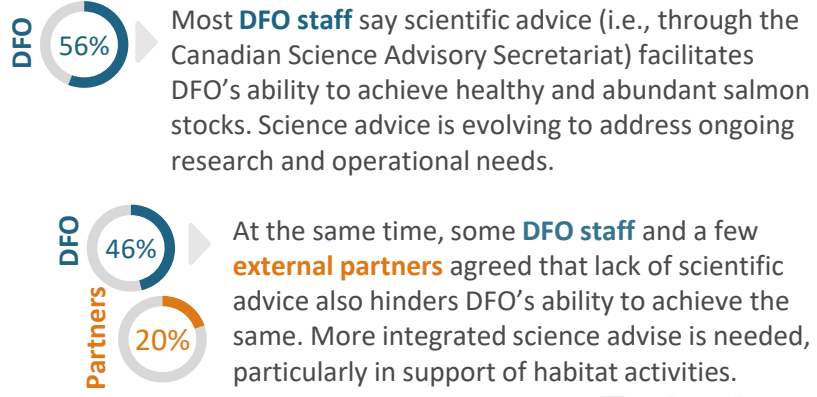 DFO
56%
Most DFO staff say scientific advice (i.e., through the
Canadian Science Advisory Secretariat) facilitates
DFO’s ability to achieve healthy and abundant salmon
stocks. Science advice is evolving to address ongoing
research and operational needs.
DFO
46%
Partners
20%
At the same time, some DFO staff and a few
external partners agreed that lack of scientific
advice also hinders DFO’s ability to achieve the
same. More integrated science advise is needed,
particularly in support of habitat activities.